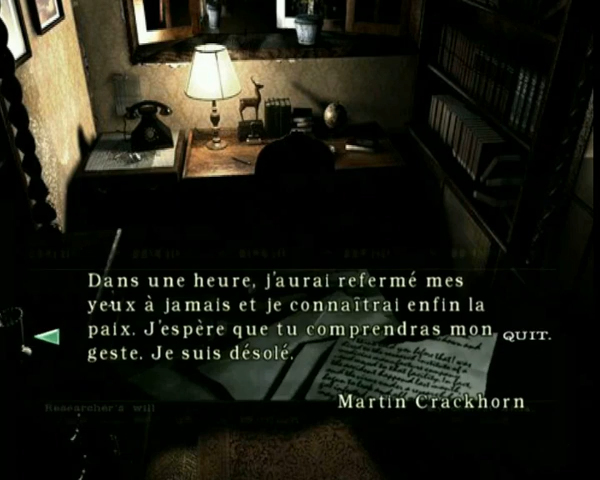 Dans une heure, j'aurai refermé mes
yeux à jamais et je connaîtrai enfin la
paix. J'espère que tu comprendras mon
geste. Je suis désolé.
QUIT.
Martin Crackhorn
Researcher's will